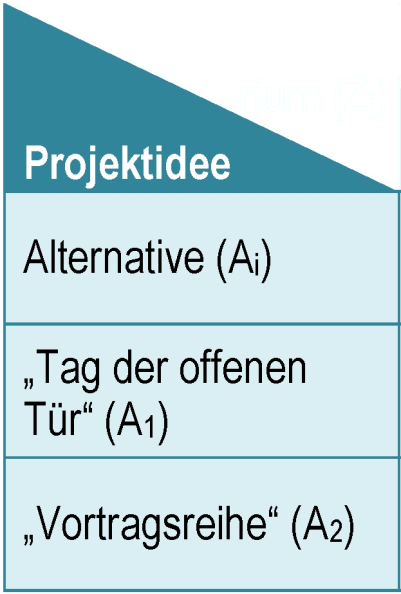 Projektidee
Alternative (Ai)
„Tag der offenen
Tür“ (A1)
„Vortragsreihe“ (A2)